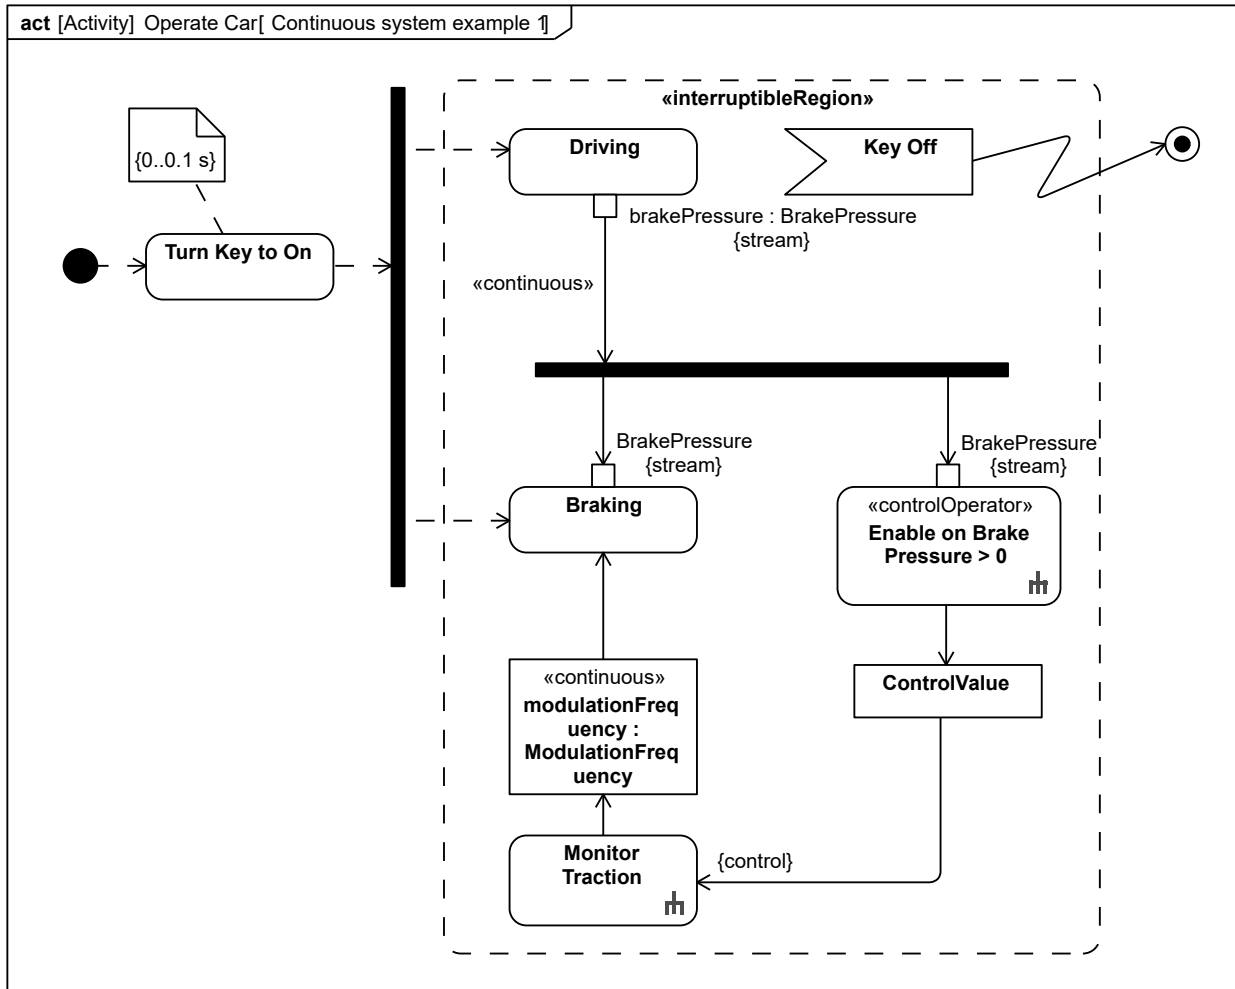 act [Activity] Operate Car[ Continuous system example 1]
«interruptibleRegion»
{0..0.1 s}
Driving
Key Off
brakePressure : BrakePressure
{stream}
Turn Key to On
«continuous»
BrakePressure
{stream}
BrakePressure
{stream}
Braking
«controlOperator»
Enable on Brake
Pressure > 0
«continuous»
modulationFreq
uency :
ModulationFreq
uency
ControlValue
Monitor
Traction
{control}